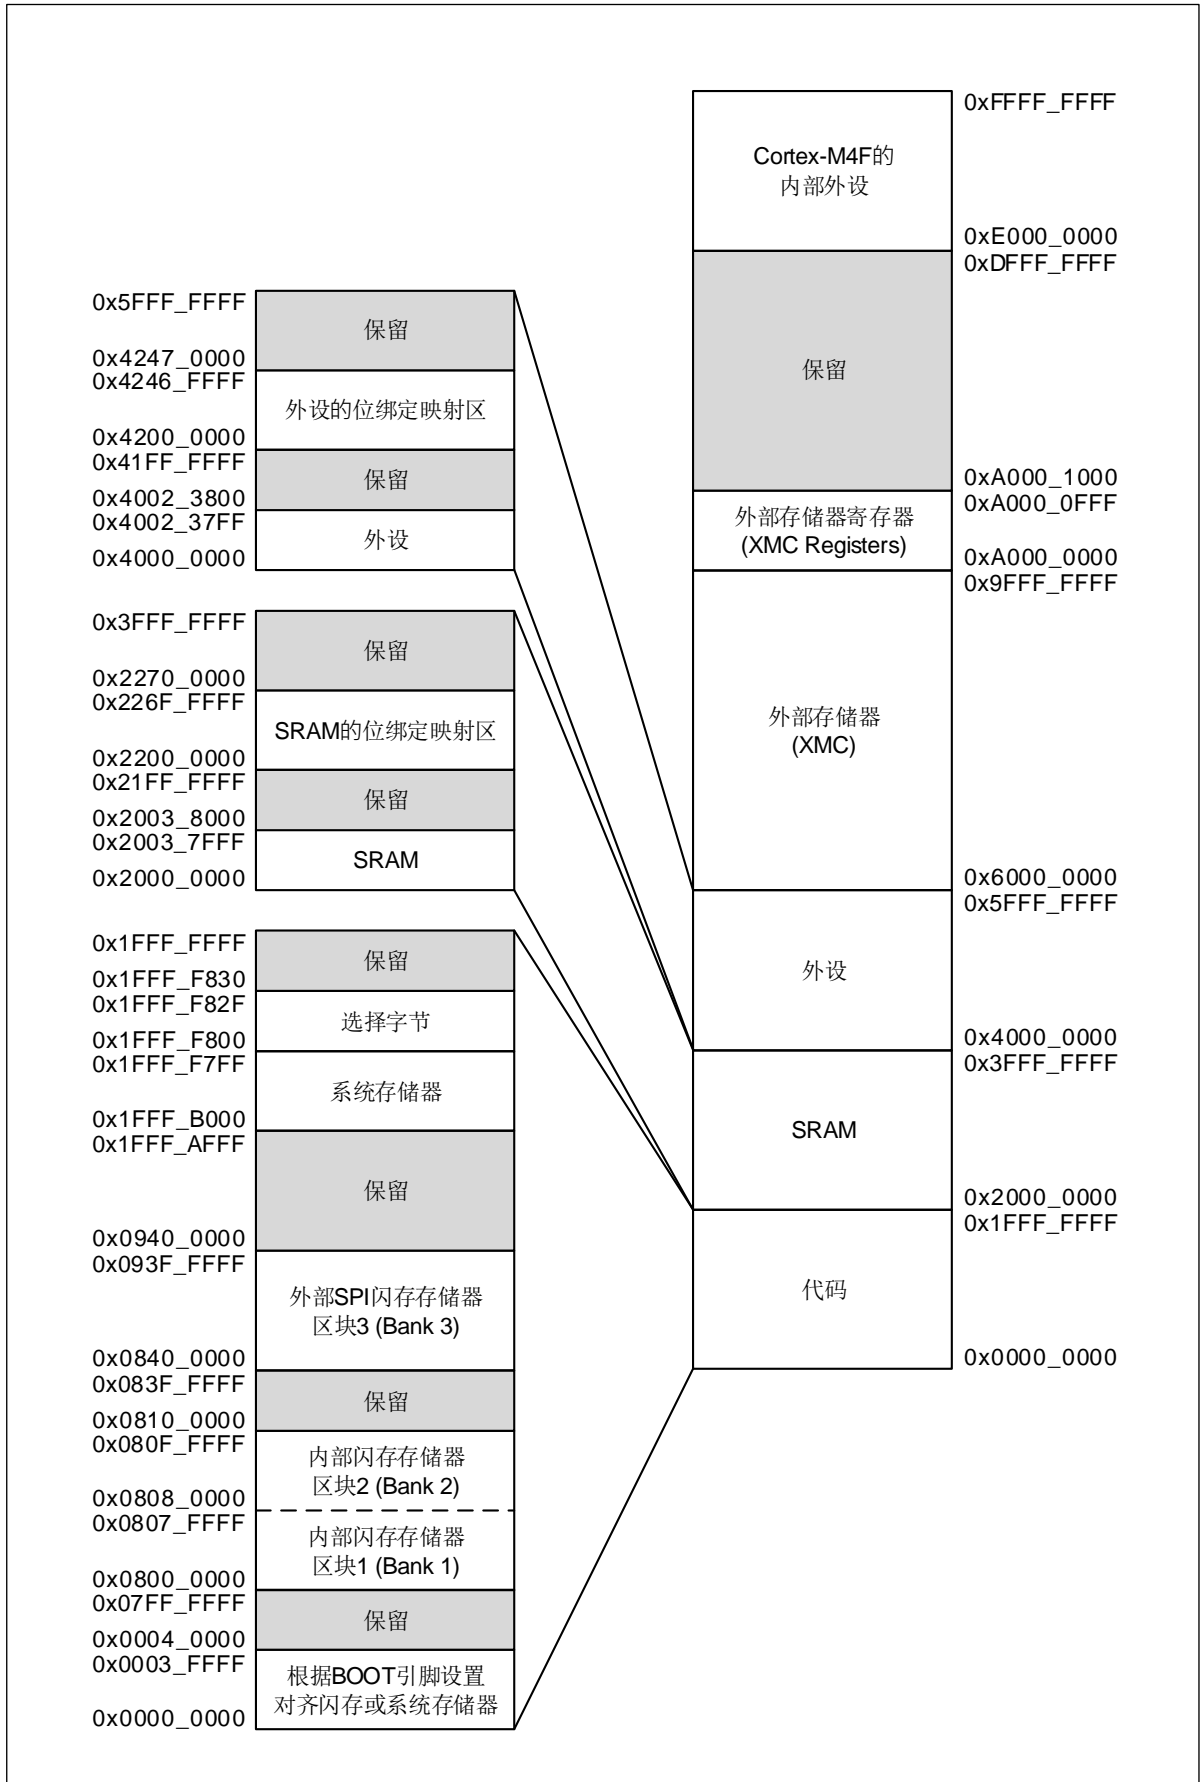 0x5FFF_FFFF
保留
0x4247_0000
0x4246_FFFF
外设的位绑定映射区
0x4200_0000
0x41FF_FFFF
保留
0x4002_3800
0x4002_37FF
外设
0x4000_0000
0x3FFF_FFFF
保留
0x2270_0000
0x226F_FFFF
SRAM的位绑定映射区
0x2200_0000
0x21FF_FFFF
保留
0x2003_8000
0x2003_7FFF
SRAM
0x2000_0000
0x1FFF_FFFF
保留
0x1FFF_F830
0x1FFF_F82F
选择字节
0x1FFF_F800
0x1FFF_F7FF
系统存储器
0x1FFF_B000
0x1FFF_AFFF
保留
0x0940_0000
0x093F_FFFF
外部SPI闪存存储器
区块3 (Bank 3)
0x0840_0000
0x083F_FFFF
保留
0x0810_0000
0x080F_FFFF
内部闪存存储器
区块2 (Bank 2)
0x0808_0000
0x0807_FFFF
内部闪存存储器
区块1 (Bank 1)
0x0800_0000
0x07FF_FFFF
保留
0x0004_0000
0x0003_FFFF
根据BOOT引脚设置
对齐闪存或系统存储器
0x0000_0000
0xFFFF_FFFF
Cortex-M4F的
内部外设
0xE000_0000
0xDFFF_FFFF
保留
0xA000_1000
0xA000_0FFF
外部存储器寄存器
(XMC Registers)
0xA000_0000
0x9FFF_FFFF
外部存储器
(XMC)
0x6000_0000
0x5FFF_FFFF
外设
0x4000_0000
0x3FFF_FFFF
SRAM
0x2000_0000
0x1FFF_FFFF
代码
0x0000_0000